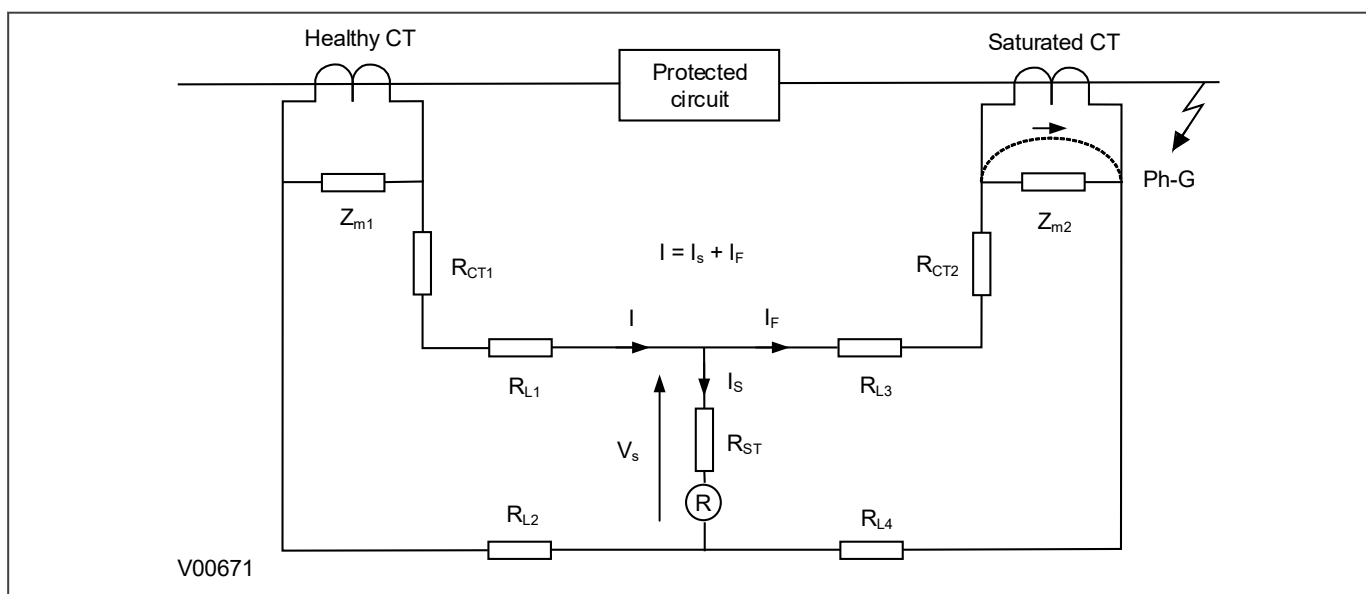 Healthy CT
Saturated CT
Protected
circuit
Ph-G
Z_m1
Z_m2
R_CT1
I = I_s + I_F
R_CT2
I
I_F
R_L1
I_S
R_L3
V_s
R_ST
R
R_L2
R_L4
V00671